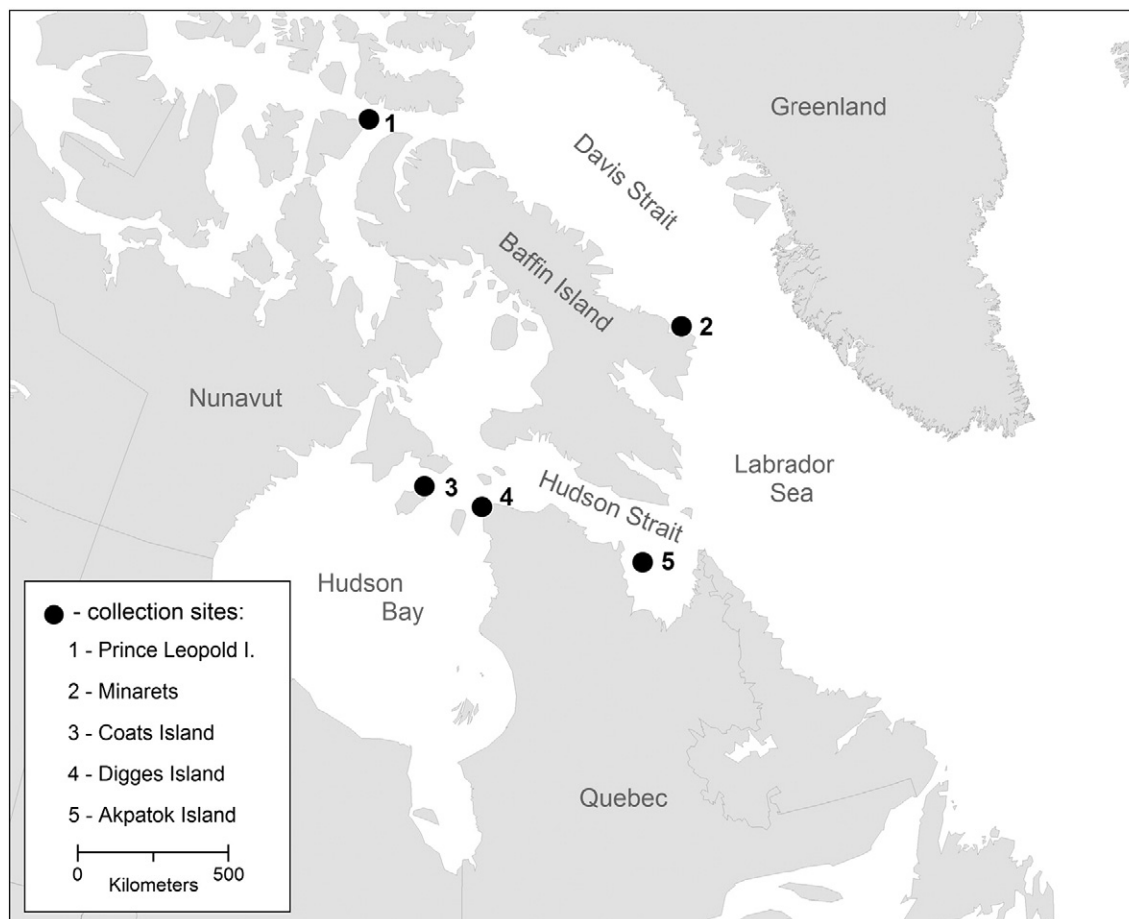 Greenland
1
Davis Strait
Baffin Island
2
Nunavut
Labrador
Sea
3
4
Hudson Strait
5
Hudson
Bay
Quebec
- collection sites:
1 - Prince Leopold I.
2 - Minarets
3 - Coats Island
4 - Digges Island
5 - Akpatok Island
0 500
Kilometers